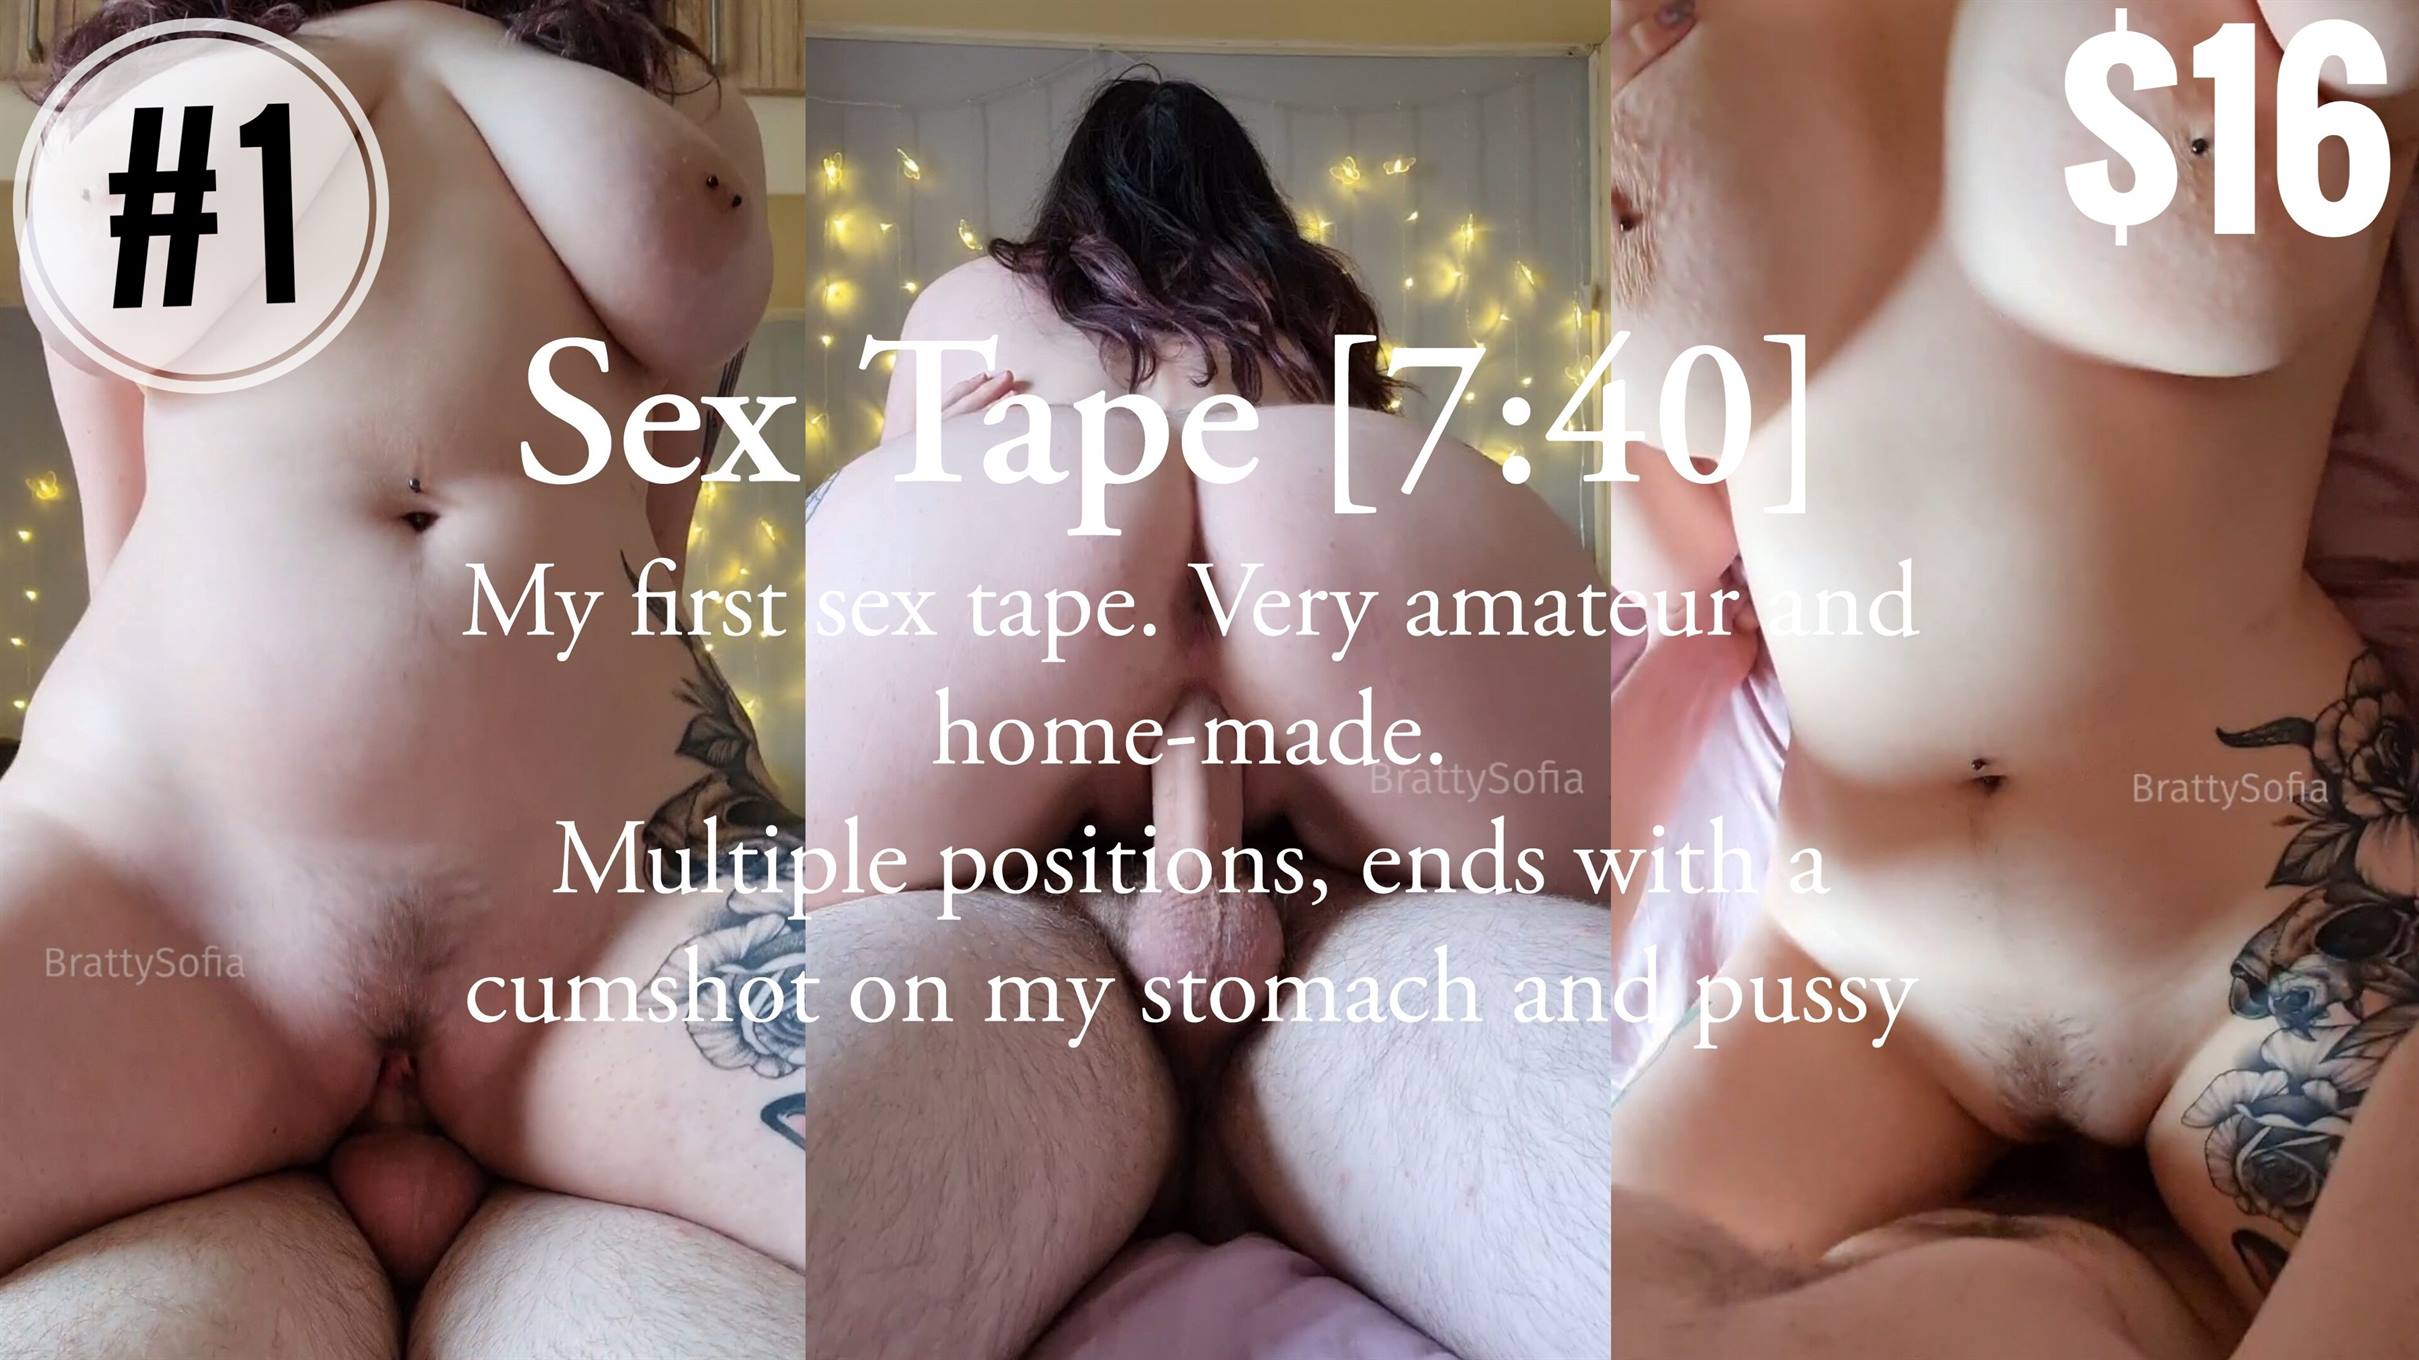 #1
$16
Sex Tape [7:40]
My first sex tape. Very amateur and
home-made.
Multiple positions, ends with a
cumshot on my stomach and pussy
BrattySofia
BrattySofia
BrattySofia